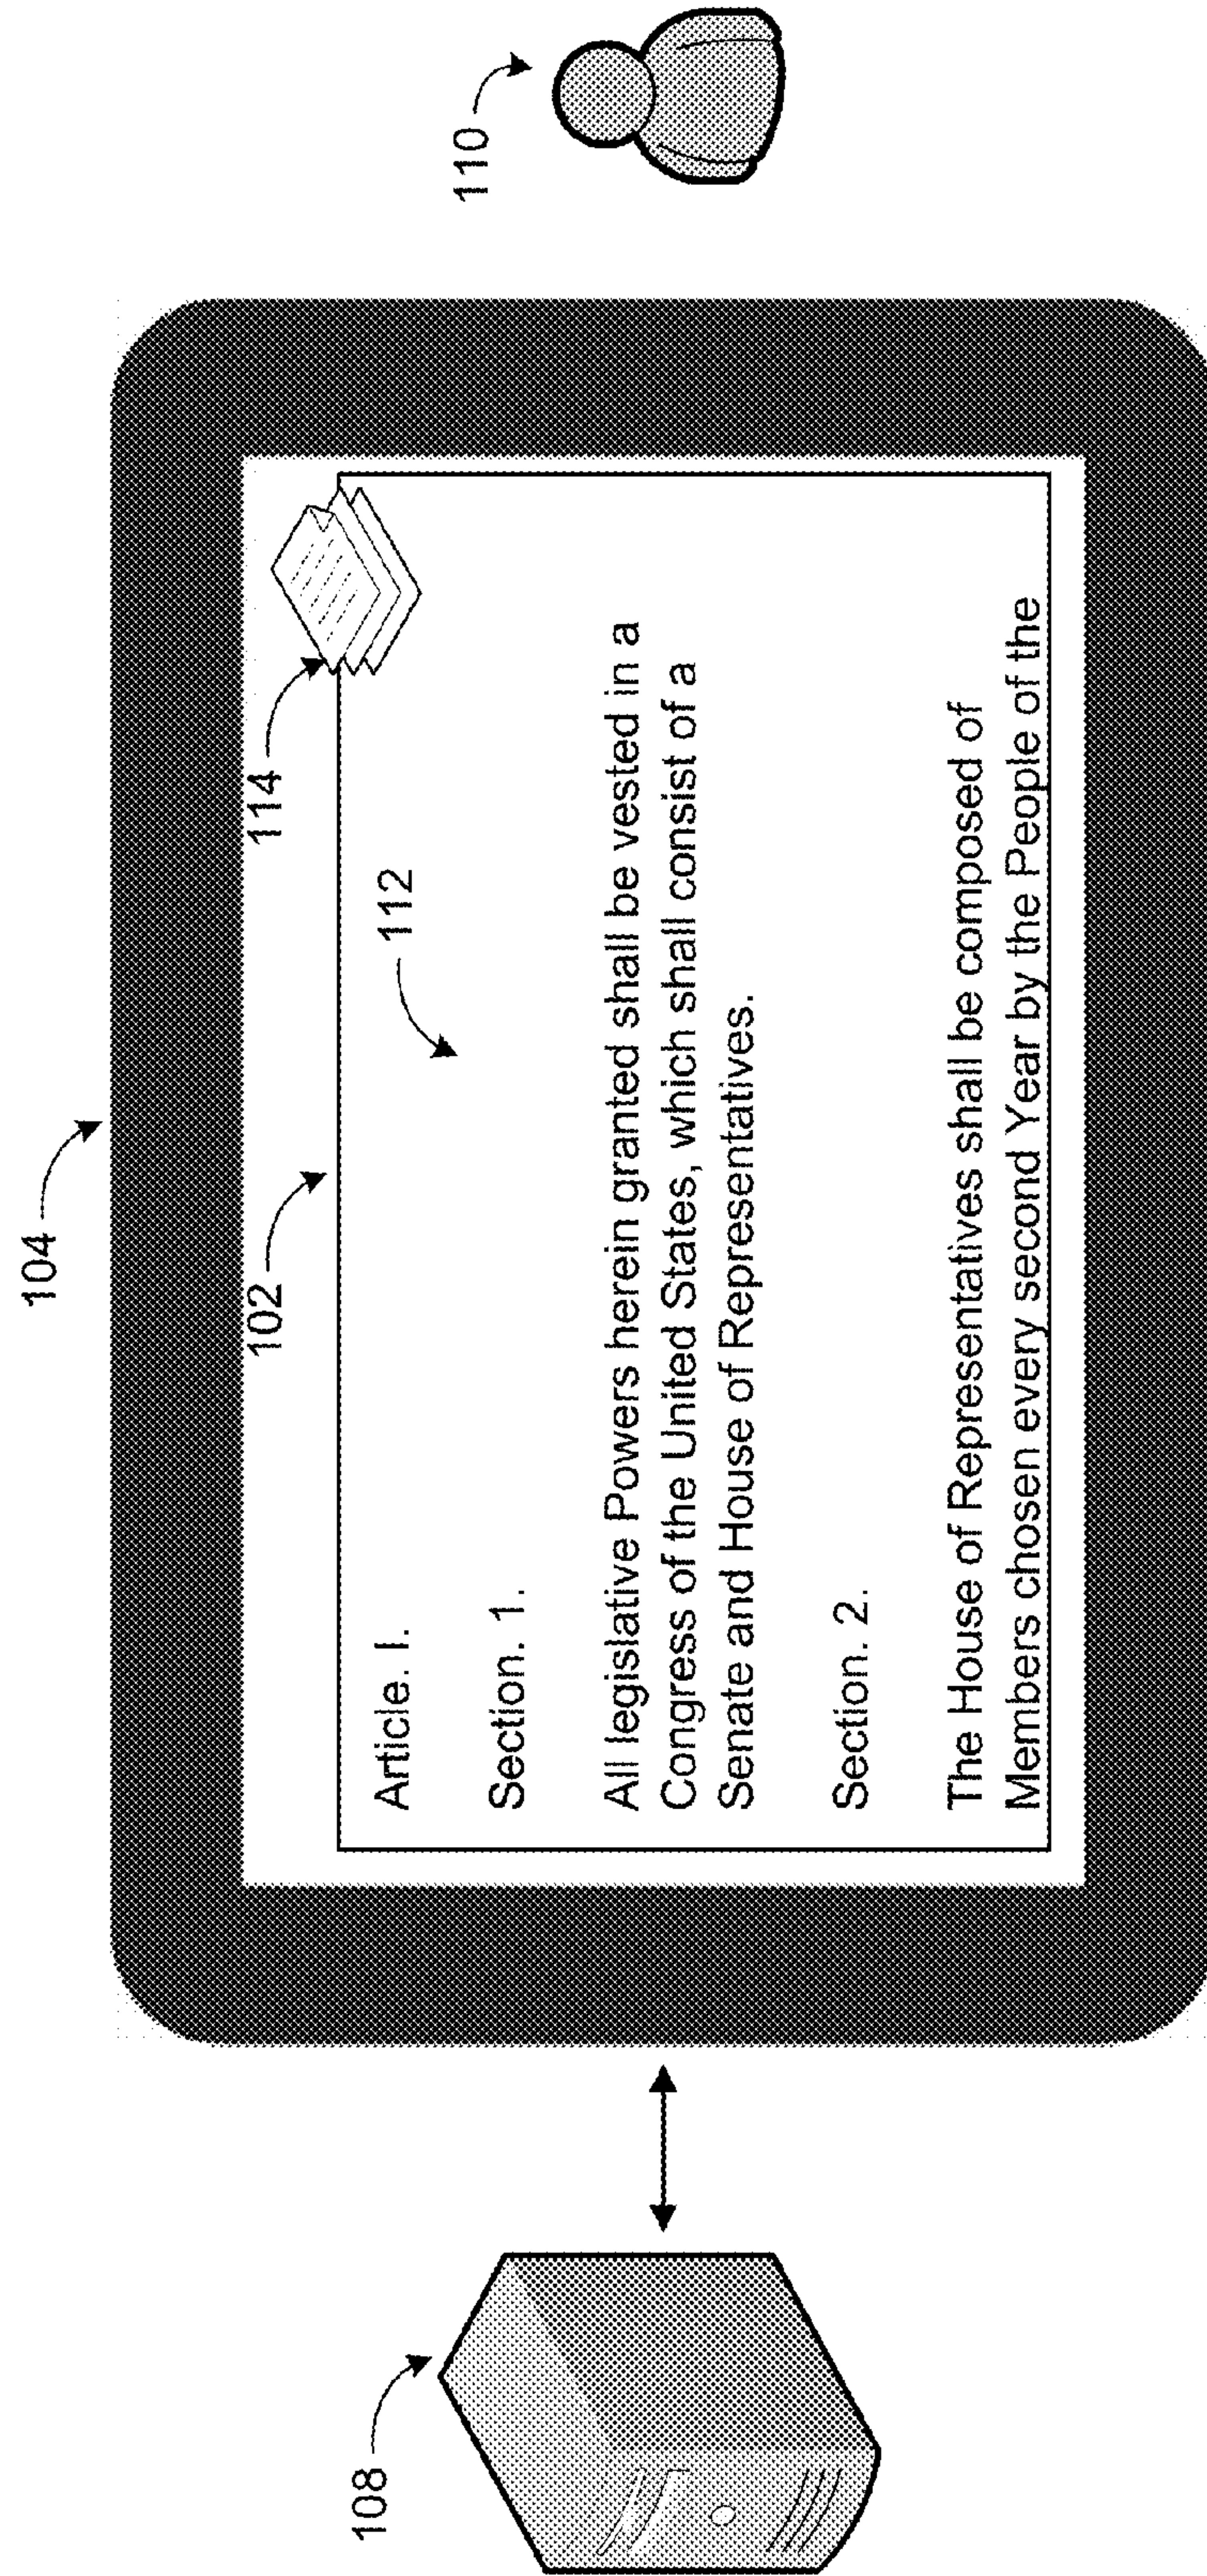 104
102
114
112
110
108
Article. I.
Section. 1.
All legislative Powers herein granted shall be vested in a
Congress of the United States, which shall consist of a
Senate and House of Representatives.
Section. 2.
The House of Representatives shall be composed of
Members chosen every second Year by the People of the